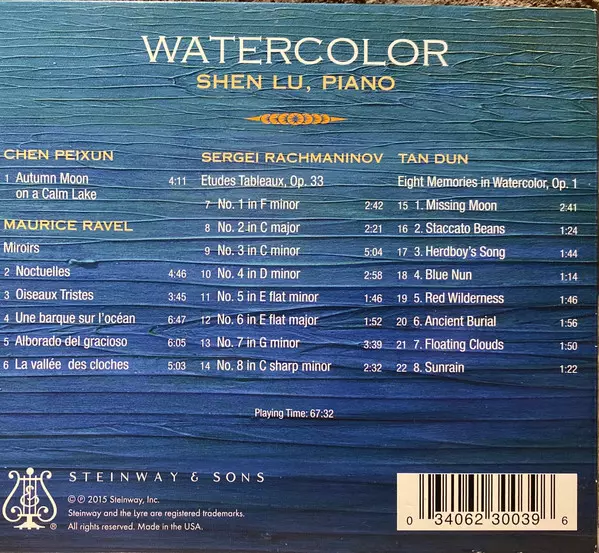 WATERCOLOR
SHEN LU, PIANO
CHEN PEIXUN
1 Autumn Moon
on a Calm Lake 4:11
MAURICE RAVEL
Miroirs
2 Noctuelles 4:46
3 Oiseaux Tristes 3:45
4 Une barque sur l'océan 6:47
5 Alborado del gracioso 6:05
6 La vallée des cloches 5:03
SERGEI RACHMANINOV
Etudes Tableaux, Op. 33
7 No. 1 in F minor 2:42
8 No. 2 in C major 2:21
9 No. 3 in C minor 5:04
10 No. 4 in D minor 2:58
11 No. 5 in E flat minor 1:46
12 No. 6 in E flat major 1:52
13 No. 7 in G minor 3:39
14 No. 8 in C sharp minor 2:32
TAN DUN
Eight Memories in Watercolor, Op. 1
15 1. Missing Moon 2:41
16 2. Staccato Beans 1:24
17 3. Herdboy's Song 1:44
18 4. Blue Nun 1:14
19 5. Red Wilderness 1:46
20 6. Ancient Burial 1:56
21 7. Floating Clouds 1:50
22 8. Sunrain 1:22
Playing Time: 67:32
STEINWAY & SONS
© ℗ 2015 Steinway, Inc.
Steinway and the Lyre are registered trademarks.
® All rights reserved. Made in the USA.
0 34062 30039 6